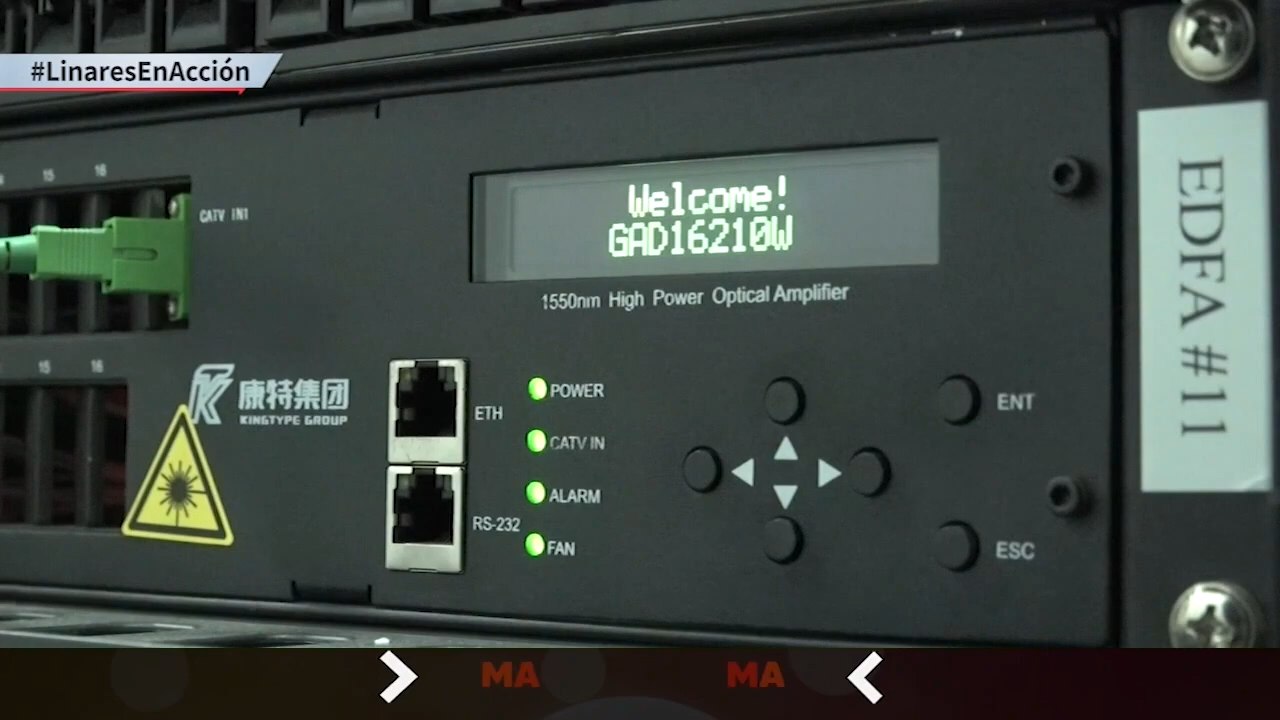 #LinaresEnAcción
15 16
CATV IN1
Welcome!
GAD16210W
1550nm High Power Optical Amplifier
15 16
康特集团
KINGTYPE GROUP
ETH
RS-232
POWER
CATV IN
ALARM
FAN
ENT
ESC
EDFA #11
MA MA